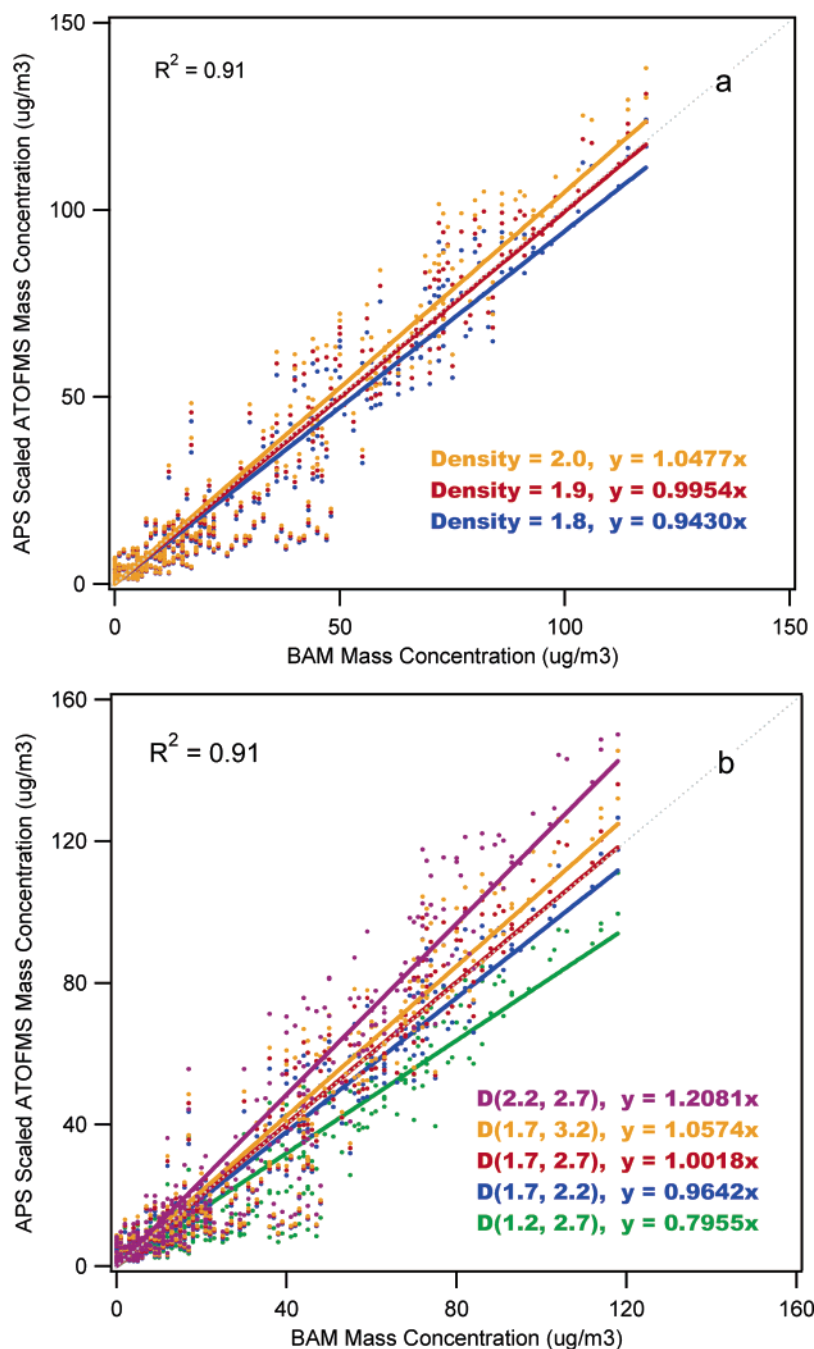 150
R² = 0.91
a
100
50
0
Density = 2.0, y = 1.0477x
Density = 1.9, y = 0.9954x
Density = 1.8, y = 0.9430x
APS Scaled ATOFMS Mass Concentration (ug/m3)
0 50 100 150
BAM Mass Concentration (ug/m3)
160
R² = 0.91
b
120
80
40
0
D(2.2, 2.7), y = 1.2081x
D(1.7, 3.2), y = 1.0574x
D(1.7, 2.7), y = 1.0018x
D(1.7, 2.2), y = 0.9642x
D(1.2, 2.7), y = 0.7955x
APS Scaled ATOFMS Mass Concentration (ug/m3)
0 40 80 120 160
BAM Mass Concentration (ug/m3)